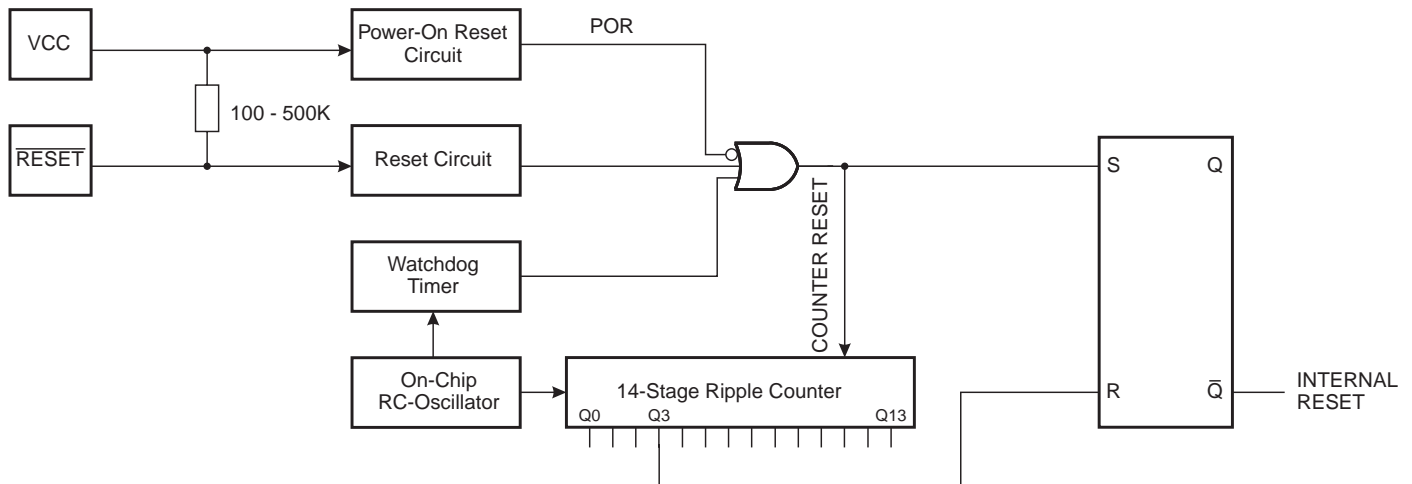 VCC
Power-On Reset
Circuit
POR
100 - 500K
RESET
Reset Circuit
S
Q
COUNTER RESET
Watchdog
Timer
On-Chip
RC-Oscillator
14-Stage Ripple Counter
Q0
Q3
Q13
R
Q̅
INTERNAL
RESET